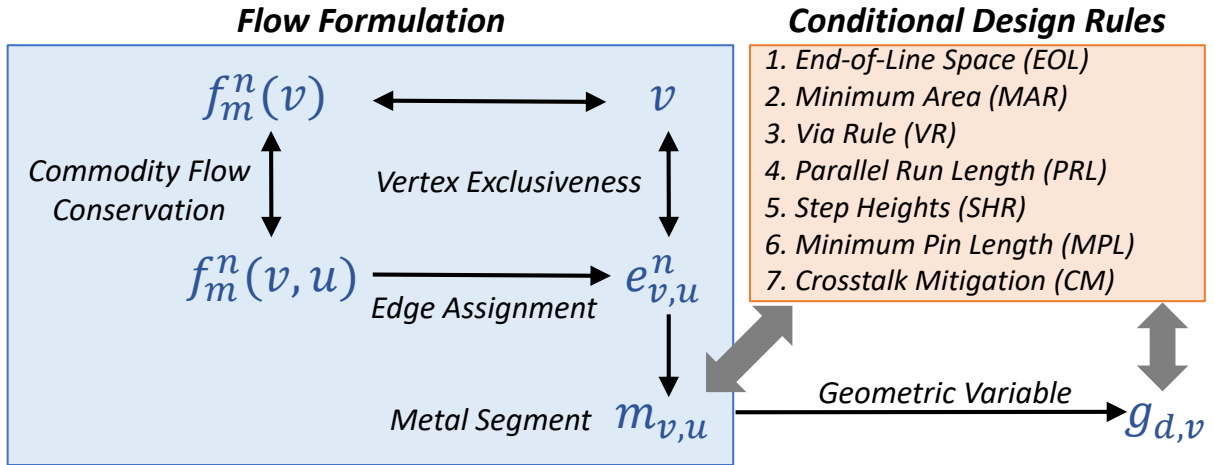 Flow Formulation
Conditional Design Rules
f_m^n(v)
v
Commodity Flow
Conservation
Vertex Exclusiveness
f_m^n(v, u)
e_{v,u}^n
Edge Assignment
Metal Segment
m_{v,u}
1. End-of-Line Space (EOL)
2. Minimum Area (MAR)
3. Via Rule (VR)
4. Parallel Run Length (PRL)
5. Step Heights (SHR)
6. Minimum Pin Length (MPL)
7. Crosstalk Mitigation (CM)
Geometric Variable
g_{d,v}